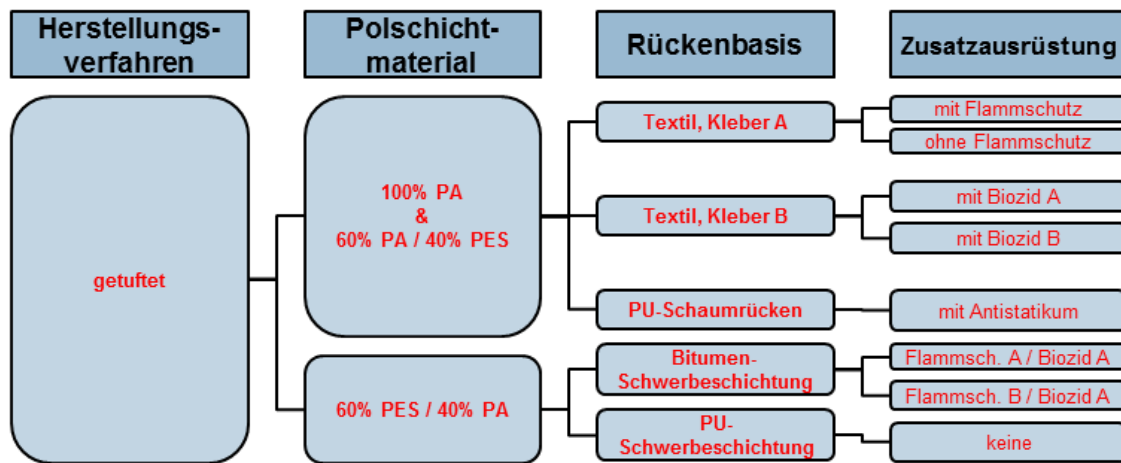 Herstellungs-
verfahren
Polschicht-
material
Rückenbasis
Zusatzausrüstung
getuftet
100% PA
&
60% PA / 40% PES
60% PES / 40% PA
Textil, Kleber A
Textil, Kleber B
PU-Schaumrücken
Bitumen-
Schwerbeschichtung
PU-
Schwerbeschichtung
mit Flammschutz
ohne Flammschutz
mit Biozid A
mit Biozid B
mit Antistatikum
Flammsch. A / Biozid A
Flammsch. B / Biozid A
keine